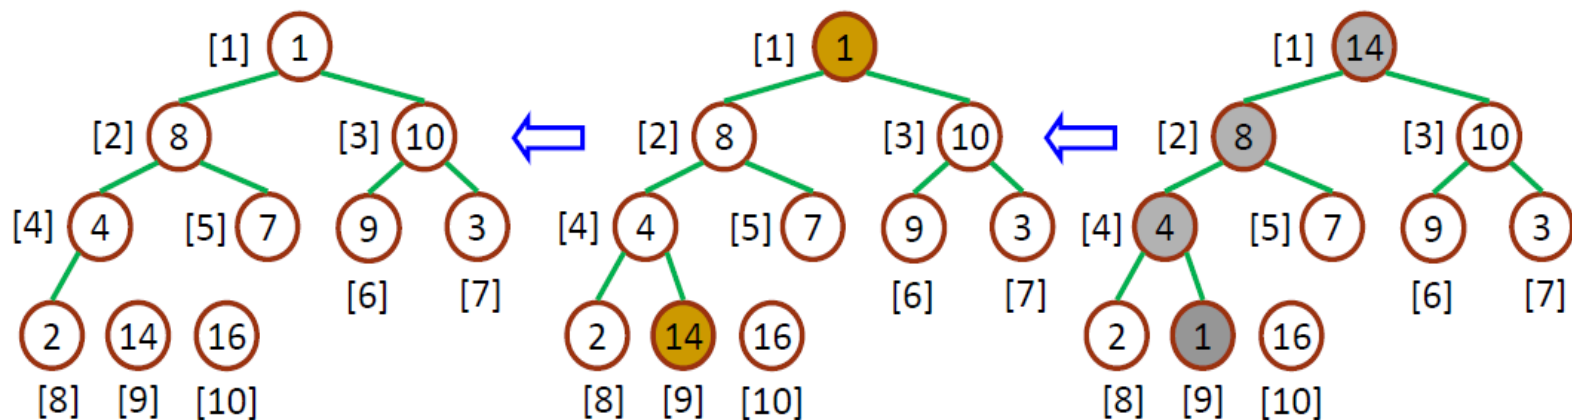 [1] 1 [1] 1 [1] 14
[2] 8 [3] 10 [2] 8 [3] 10 [2] 8 [3] 10
[4] 4 [5] 7 9 3 [4] 4 [5] 7 9 3 [4] 4 [5] 7 9 3
[6] [7] [6] [7] [6] [7]
2 14 16 2 14 16 2 1 16
[8] [9] [10] [8] [9] [10] [8] [9] [10]